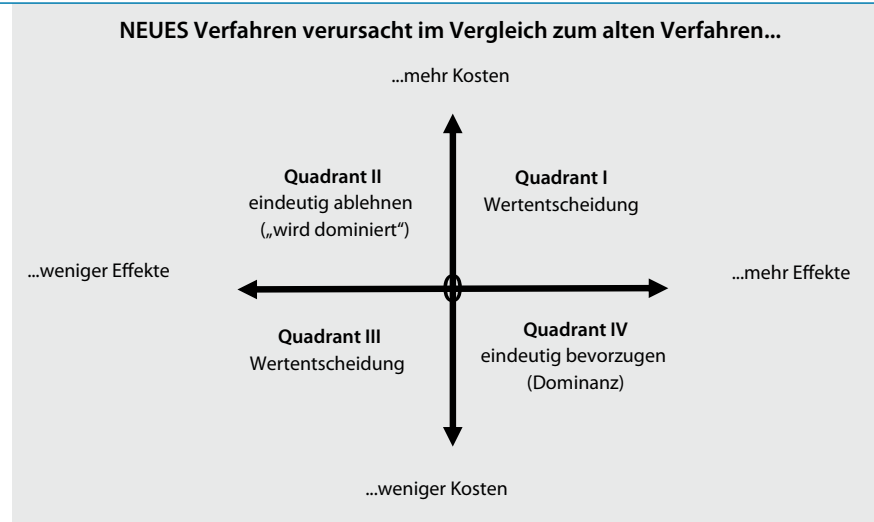 NEUES Verfahren verursacht im Vergleich zum alten Verfahren...
...mehr Kosten
Quadrant II
eindeutig ablehnen
(„wird dominiert“)
Quadrant I
Wertentscheidung
...weniger Effekte
...mehr Effekte
Quadrant III
Wertentscheidung
Quadrant IV
eindeutig bevorzugen
(Dominanz)
...weniger Kosten